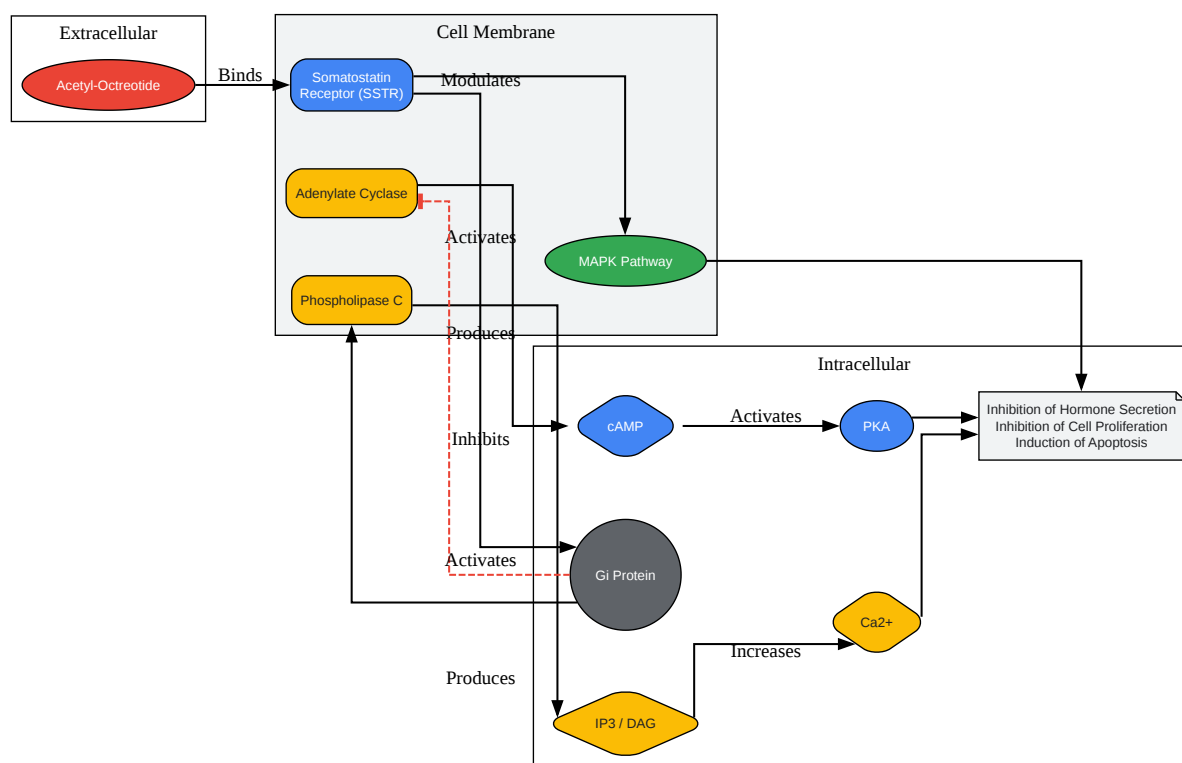 Extracellular
Acetyl-Octreotide
Binds
Cell Membrane
Somatostatin
Receptor (SSTR)
Modulates
Adenylate Cyclase
Activates
MAPK Pathway
Phospholipase C
Produces
Intracellular
cAMP
Activates
PKA
Inhibition of Hormone Secretion
Inhibition of Cell Proliferation
Induction of Apoptosis
Inhibits
Activates
Gi Protein
Ca2+
Increases
Produces
IP3 / DAG